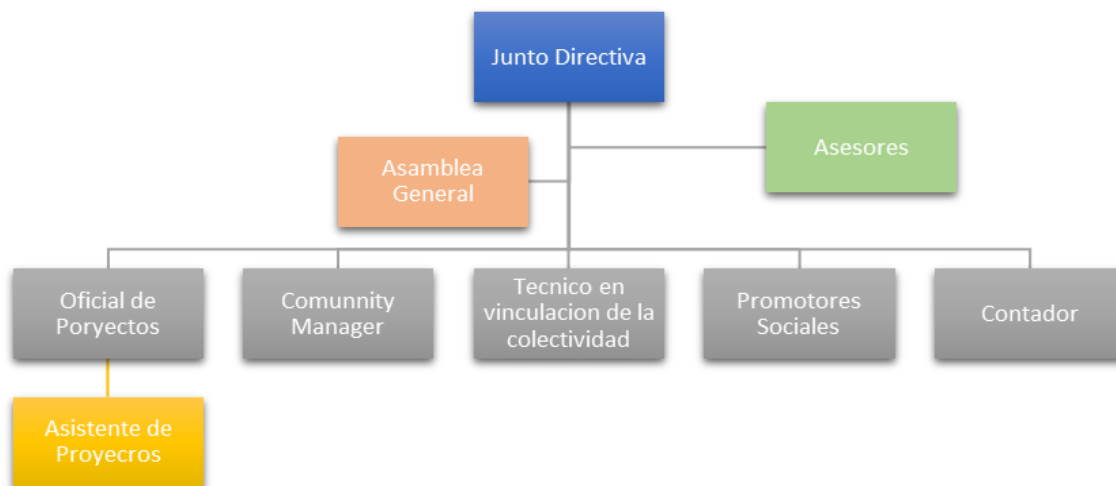 Junto Directiva
Asesores
Asamblea
General
Oficial de
Poryectos
Comunnity
Manager
Tecnico en
vinculacion de la
colectividad
Promotores
Sociales
Contador
Asistente de
Proyecros